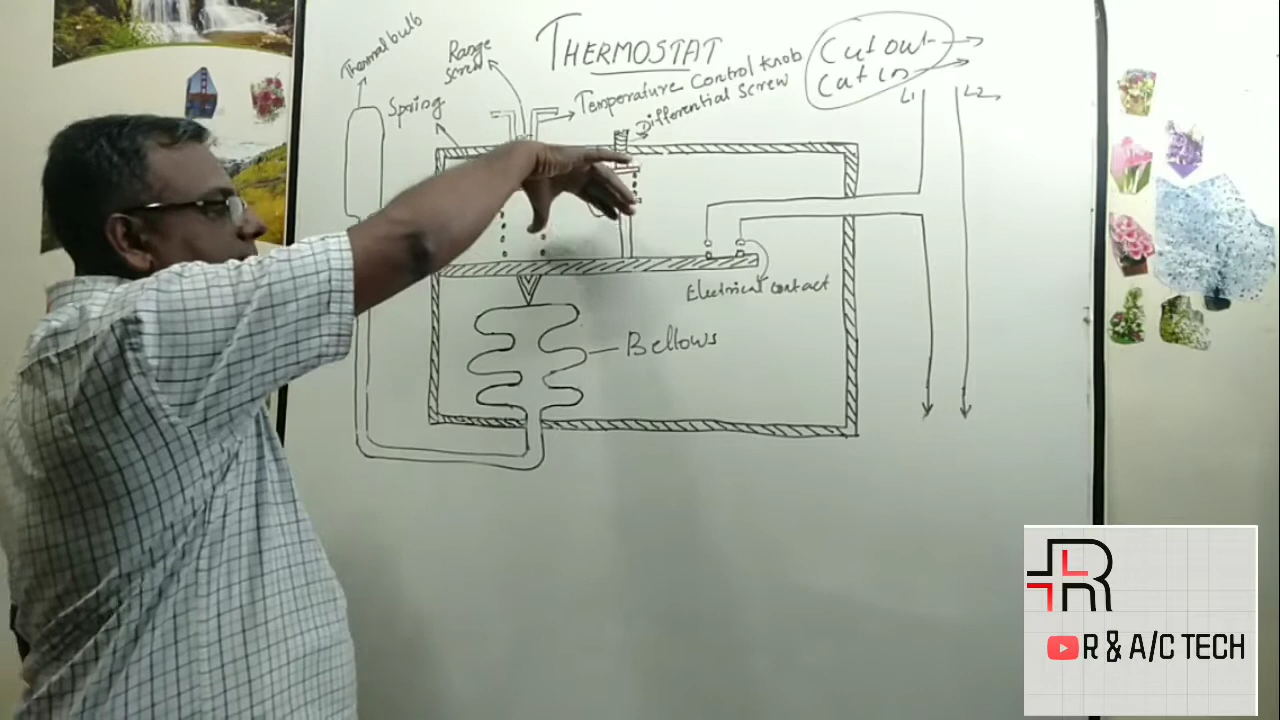 THERMOSTAT
Thermal bulb
Range
screw
Spring
Temperature Control knob
Differential screw
Cut out
Cut in
L1
L2
Electrical contact
Bellows
R
R & A/C TECH